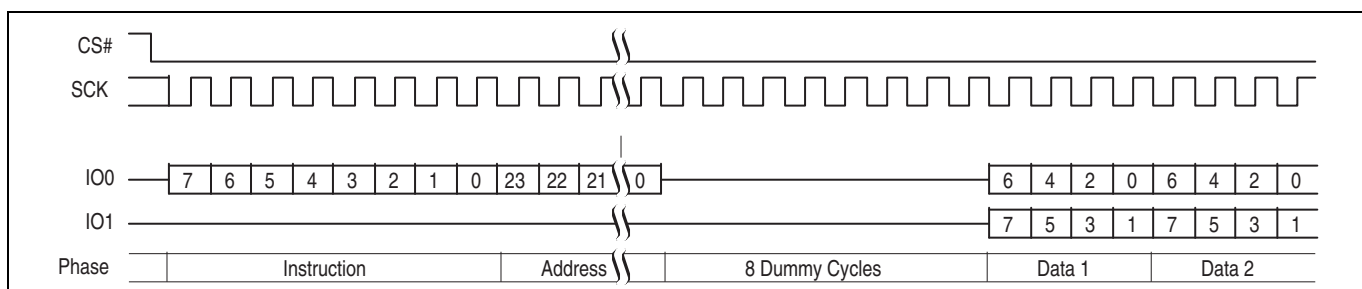 CS#
SCK
IO0 7 6 5 4 3 2 1 0 23 22 21 0 6 4 2 0 6 4 2 0
IO1 7 5 3 1 7 5 3 1
Phase Instruction Address 8 Dummy Cycles Data 1 Data 2